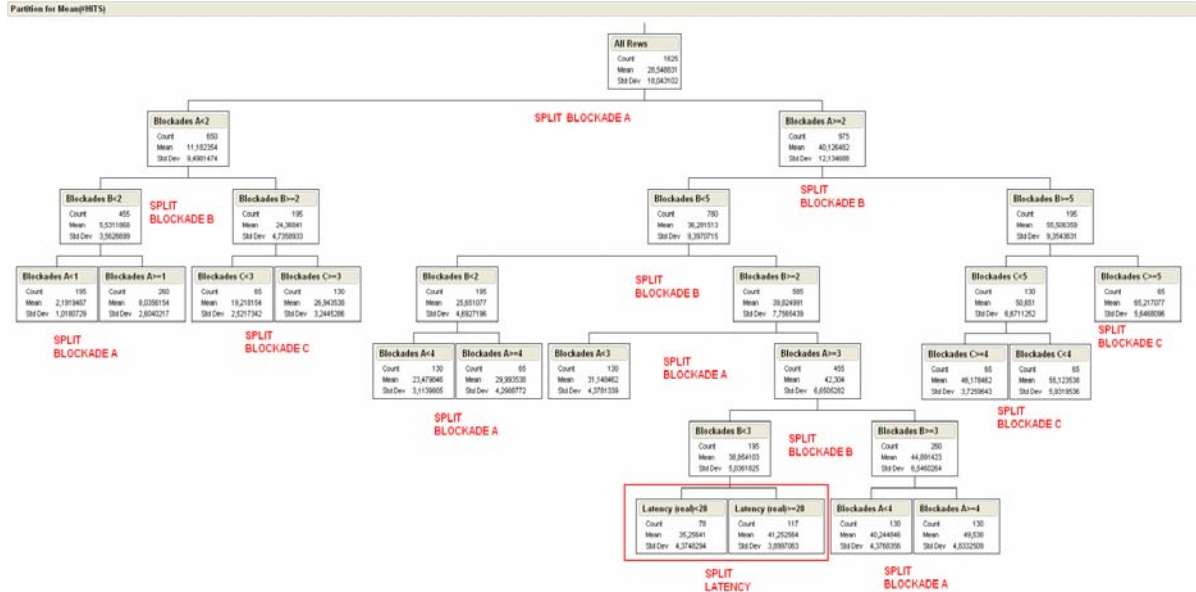 Partition for Mean(#HITS)
All Rows
Count 1625
Mean 28,548831
Std Dev 18,043102
SPLIT BLOCKADE A
Blockades A<2
Count 650
Mean 11,182354
Std Dev 9,4981474
Blockades A>=2
Count 975
Mean 40,126482
Std Dev 12,134688
Blockades B<2
Count 455
Mean 5,5311868
Std Dev 3,5626699
SPLIT
BLOCKADE B
Blockades B>=2
Count 195
Mean 24,36841
Std Dev 4,7358933
Blockades B<5
Count 780
Mean 36,281513
Std Dev 9,3970715
SPLIT
BLOCKADE B
Blockades B>=5
Count 195
Mean 55,506359
Std Dev 9,3543631
Blockades A<1
Count 195
Mean 2,1919487
Std Dev 1,0180729
Blockades A>=1
Count 260
Mean 8,0356154
Std Dev 2,6040217
Blockades C<3
Count 65
Mean 19,218154
Std Dev 2,5217342
Blockades C>=3
Count 130
Mean 26,943538
Std Dev 3,2445286
Blockades B<2
Count 195
Mean 25,651077
Std Dev 4,6927196
SPLIT
BLOCKADE B
Blockades B>=2
Count 585
Mean 39,824991
Std Dev 7,7565439
Blockades C<5
Count 130
Mean 50,651
Std Dev 6,6711252
Blockades C>=5
Count 65
Mean 65,217077
Std Dev 5,6468096
SPLIT
BLOCKADE A
SPLIT
BLOCKADE C
SPLIT
BLOCKADE C
Blockades A<4
Count 130
Mean 23,479846
Std Dev 3,1139805
Blockades A>=4
Count 65
Mean 29,993538
Std Dev 4,2988772
Blockades A<3
Count 130
Mean 31,148462
Std Dev 4,3781339
SPLIT
BLOCKADE A
Blockades A>=3
Count 455
Mean 42,304
Std Dev 6,6505282
Blockades C>=4
Count 65
Mean 46,178462
Std Dev 3,7259643
Blockades C<4
Count 65
Mean 55,123538
Std Dev 5,9319536
SPLIT
BLOCKADE A
SPLIT
BLOCKADE C
Blockades B<3
Count 195
Mean 38,854103
Std Dev 5,0361825
SPLIT
BLOCKADE B
Blockades B>=3
Count 260
Mean 44,891423
Std Dev 6,5460264
Latency (real)<28
Count 78
Mean 35,25641
Std Dev 4,3748294
Latency (real)>=28
Count 117
Mean 41,252564
Std Dev 3,8997063
Blockades A<4
Count 130
Mean 40,244846
Std Dev 4,3768356
Blockades A>=4
Count 130
Mean 49,538
Std Dev 4,8332509
SPLIT
LATENCY
SPLIT
BLOCKADE A